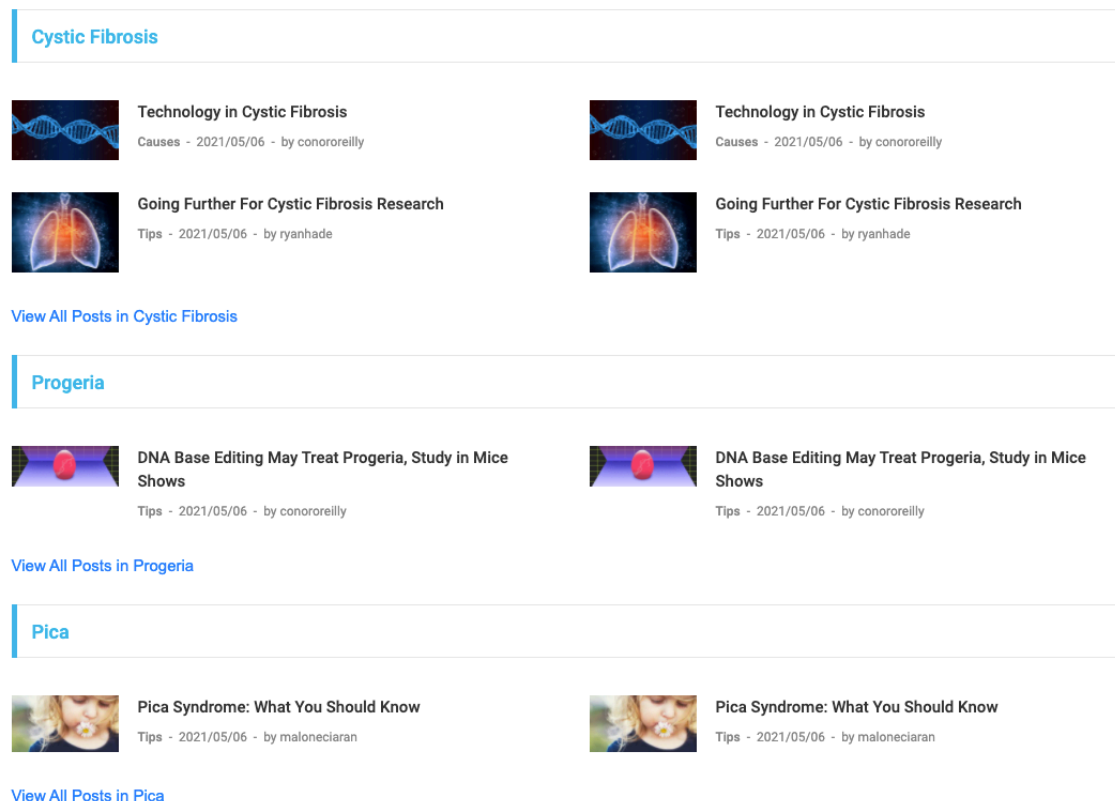 Cystic Fibrosis
Technology in Cystic Fibrosis
Causes - 2021/05/06 - by conororeilly
Technology in Cystic Fibrosis
Causes - 2021/05/06 - by conororeilly
Going Further For Cystic Fibrosis Research
Tips - 2021/05/06 - by ryanhade
Going Further For Cystic Fibrosis Research
Tips - 2021/05/06 - by ryanhade
View All Posts in Cystic Fibrosis
Progeria
DNA Base Editing May Treat Progeria, Study in Mice
Shows
Tips - 2021/05/06 - by conororeilly
DNA Base Editing May Treat Progeria, Study in Mice
Shows
Tips - 2021/05/06 - by conororeilly
View All Posts in Progeria
Pica
Pica Syndrome: What You Should Know
Tips - 2021/05/06 - by maloneciaran
Pica Syndrome: What You Should Know
Tips - 2021/05/06 - by maloneciaran
View All Posts in Pica